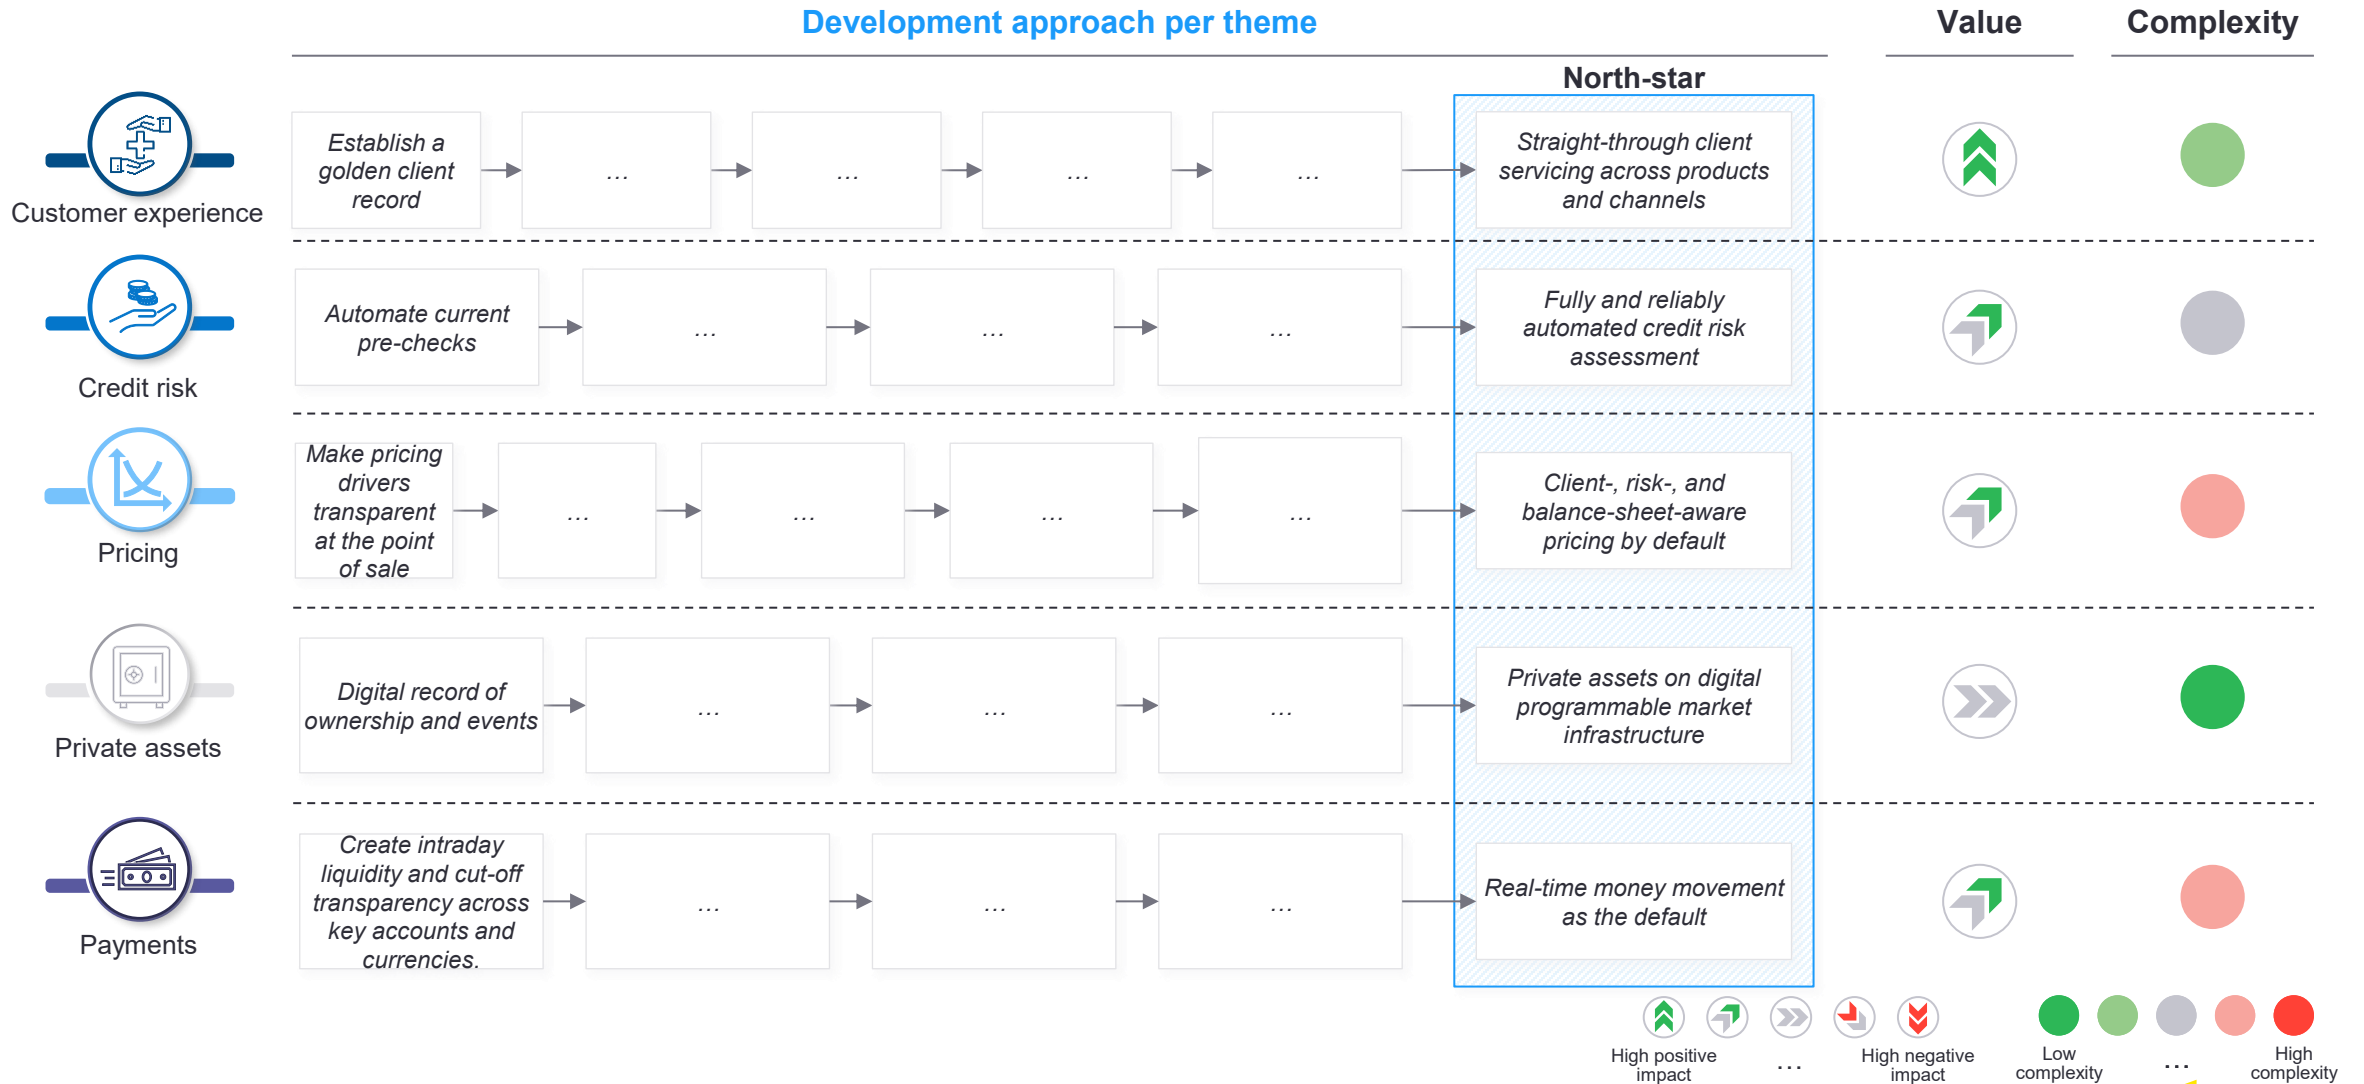 Development approach per theme
Value
Complexity
North-star
Customer experience
Establish a
golden client
record
...
...
...
...
Straight-through client
servicing across products
and channels
Credit risk
Automate current
pre-checks
...
...
...
Fully and reliably
automated credit risk
assessment
Pricing
Make pricing
drivers
transparent
at the point
of sale
...
...
...
...
Client-, risk-, and
balance-sheet-aware
pricing by default
Private assets
Digital record of
ownership and events
...
...
...
Private assets on digital
programmable market
infrastructure
Payments
Create intraday
liquidity and cut-off
transparency across
key accounts and
currencies.
...
...
...
Real-time money movement
as the default
High positive
impact
...
High negative
impact
Low
complexity
...
High
complexity